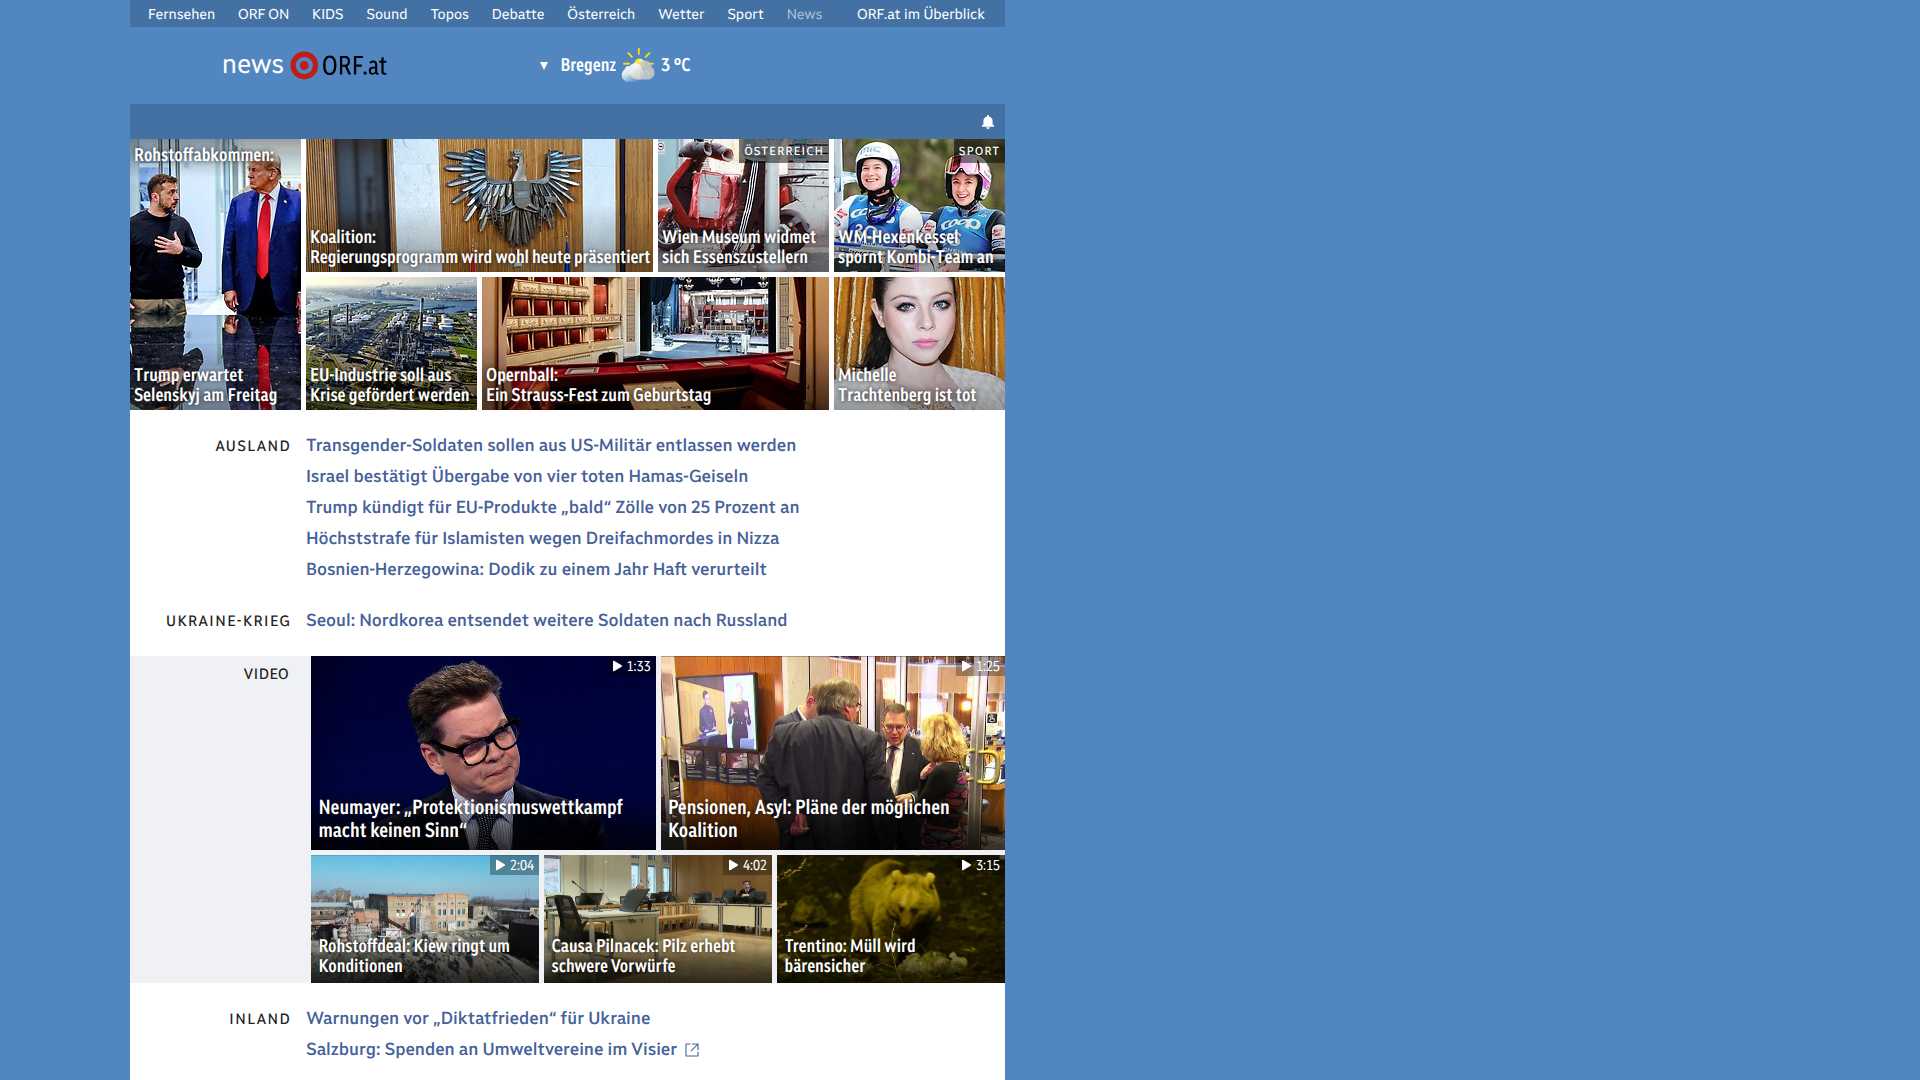 Fernsehen ORF ON KIDS Sound Topos Debatte Österreich Wetter Sport News ORF.at im Überblick
news ORF.at
Bregenz 3 °C
Rohstoffabkommen:
Trump erwartet
Selenskyj am Freitag
Koalition:
Regierungsprogramm wird wohl heute präsentiert
ÖSTERREICH
Wien Museum widmet
sich Essenszustellern
SPORT
WM-Hexenkessel
spornt Kombi-Team an
EU-Industrie soll aus
Krise gefördert werden
Opernball:
Ein Strauss-Fest zum Geburtstag
Michelle
Trachtenberg ist tot
AUSLAND
Transgender-Soldaten sollen aus US-Militär entlassen werden
Israel bestätigt Übergabe von vier toten Hamas-Geiseln
Trump kündigt für EU-Produkte „bald“ Zölle von 25 Prozent an
Höchststrafe für Islamisten wegen Dreifachmordes in Nizza
Bosnien-Herzegowina: Dodik zu einem Jahr Haft verurteilt
UKRAINE-KRIEG
Seoul: Nordkorea entsendet weitere Soldaten nach Russland
VIDEO
1:33
Neumayer: „Protektionismuswettkampf
macht keinen Sinn“
1:25
Pensionen, Asyl: Pläne der möglichen
Koalition
2:04
Rohstoffdeal: Kiew ringt um
Konditionen
4:02
Causa Pilnacek: Pilz erhebt
schwere Vorwürfe
3:15
Trentino: Müll wird
bärensicher
INLAND
Warnungen vor „Diktatfrieden“ für Ukraine
Salzburg: Spenden an Umweltvereine im Visier